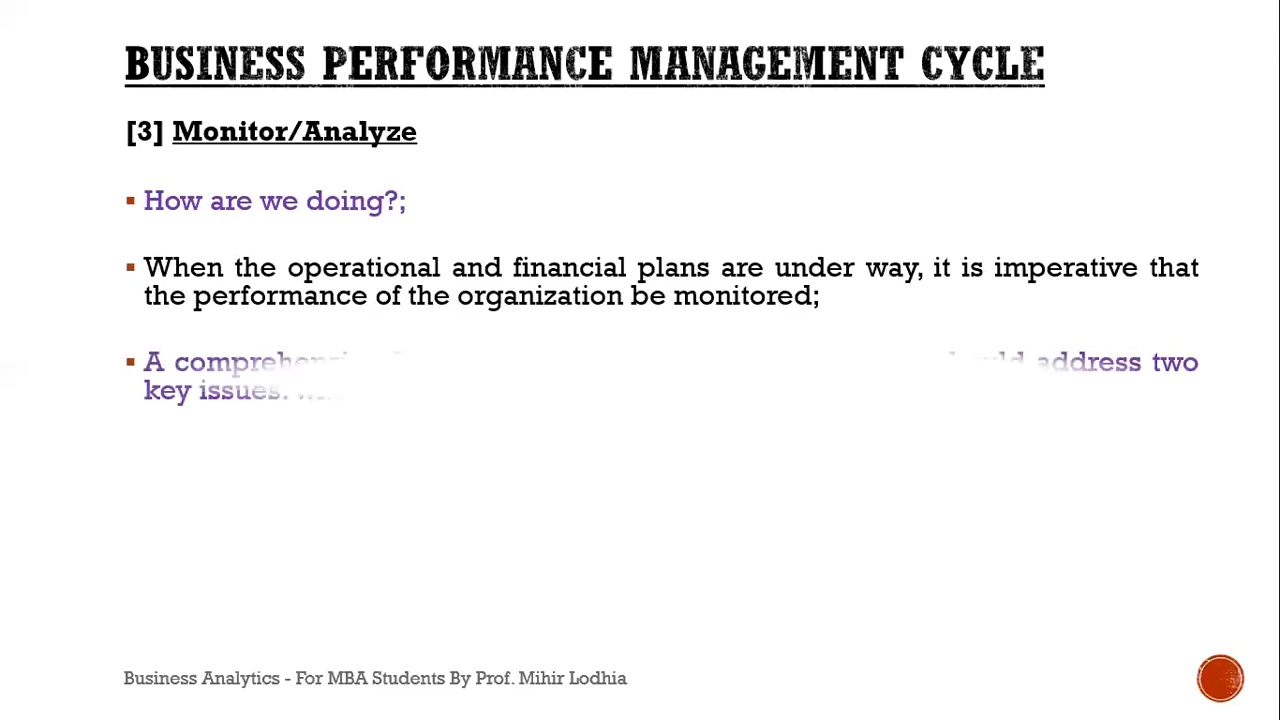 BUSINESS PERFORMANCE MANAGEMENT CYCLE
[3] Monitor/Analyze
▪ How are we doing?;
▪ When the operational and financial plans are under way, it is imperative that
the performance of the organization be monitored;
▪ A address two
key issues:
Business Analytics - For MBA Students By Prof. Mihir Lodhia